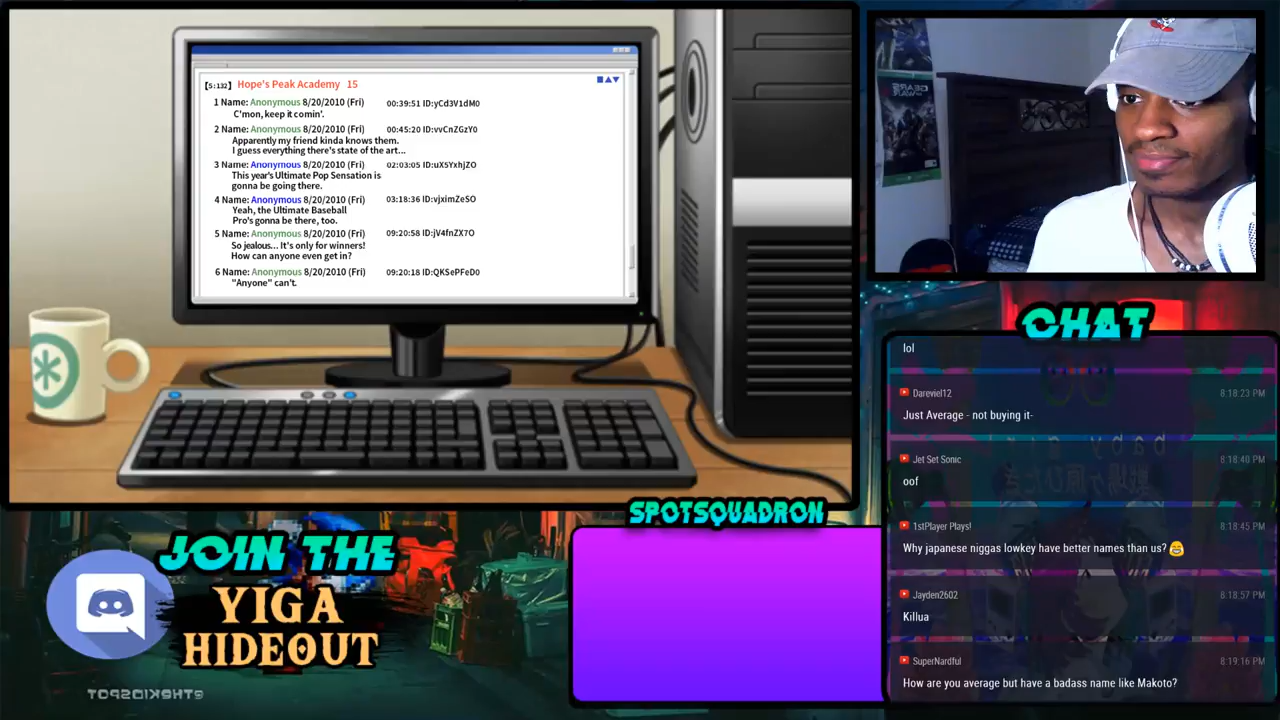 【5:132】 Hope's Peak Academy 15
1 Name: Anonymous 8/20/2010 (Fri) 00:39:51 ID:yCd3V1dM0
C'mon, keep it comin'.
2 Name: Anonymous 8/20/2010 (Fri) 00:45:20 ID:vvCnZGzY0
Apparently my friend kinda knows them.
I guess everything there's state of the art...
3 Name: Anonymous 8/20/2010 (Fri) 02:03:05 ID:uX5YxhjZO
This year's Ultimate Pop Sensation is
gonna be going there.
4 Name: Anonymous 8/20/2010 (Fri) 03:18:36 ID:vjximZeSO
Yeah, the Ultimate Baseball
Pro's gonna be there, too.
5 Name: Anonymous 8/20/2010 (Fri) 09:20:58 ID:jV4fnZX7O
So jealous... It's only for winners!
How can anyone even get in?
6 Name: Anonymous 8/20/2010 (Fri) 09:20:18 ID:QKSePFeD0
"Anyone" can't.
GEARS
OF WAR
CHAT
lol
Dareviel12 8:18:23 PM
Just Average - not buying it-
Jet Set Sonic 8:18:40 PM
oof
1stPlayer Plays! 8:18:45 PM
Why japanese niggas lowkey have better names than us?😂
Jayden2602 8:18:57 PM
Killua
SuperNardful 8:19:16 PM
How are you average but have a badass name like Makoto?
SPOTSQUADRON
JOIN THE
YIGA
HIDEOUT
@THEKIDSPOT